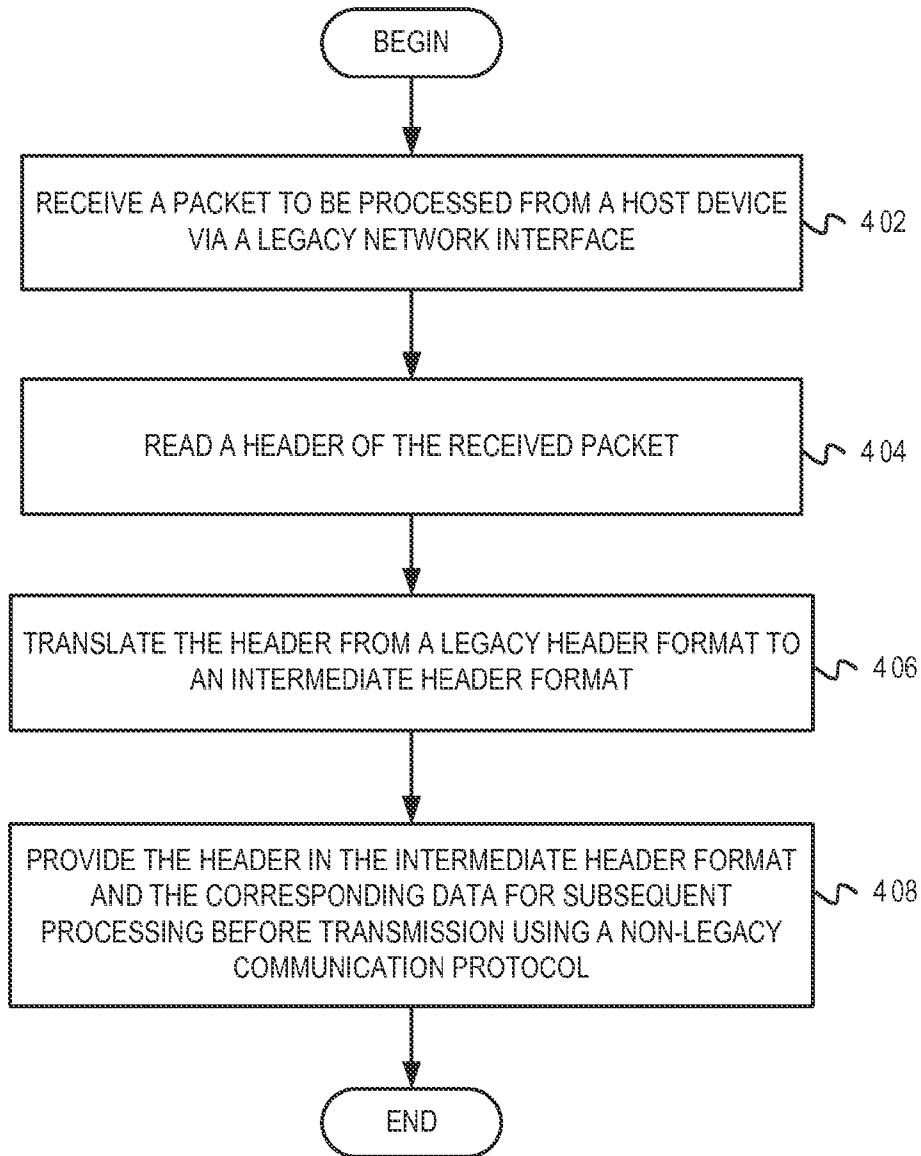 BEGIN
RECEIVE A PACKET TO BE PROCESSED FROM A HOST DEVICE
VIA A LEGACY NETWORK INTERFACE
402
READ A HEADER OF THE RECEIVED PACKET
404
TRANSLATE THE HEADER FROM A LEGACY HEADER FORMAT TO
AN INTERMEDIATE HEADER FORMAT
406
PROVIDE THE HEADER IN THE INTERMEDIATE HEADER FORMAT
AND THE CORRESPONDING DATA FOR SUBSEQUENT
PROCESSING BEFORE TRANSMISSION USING A NON-LEGACY
COMMUNICATION PROTOCOL
408
END